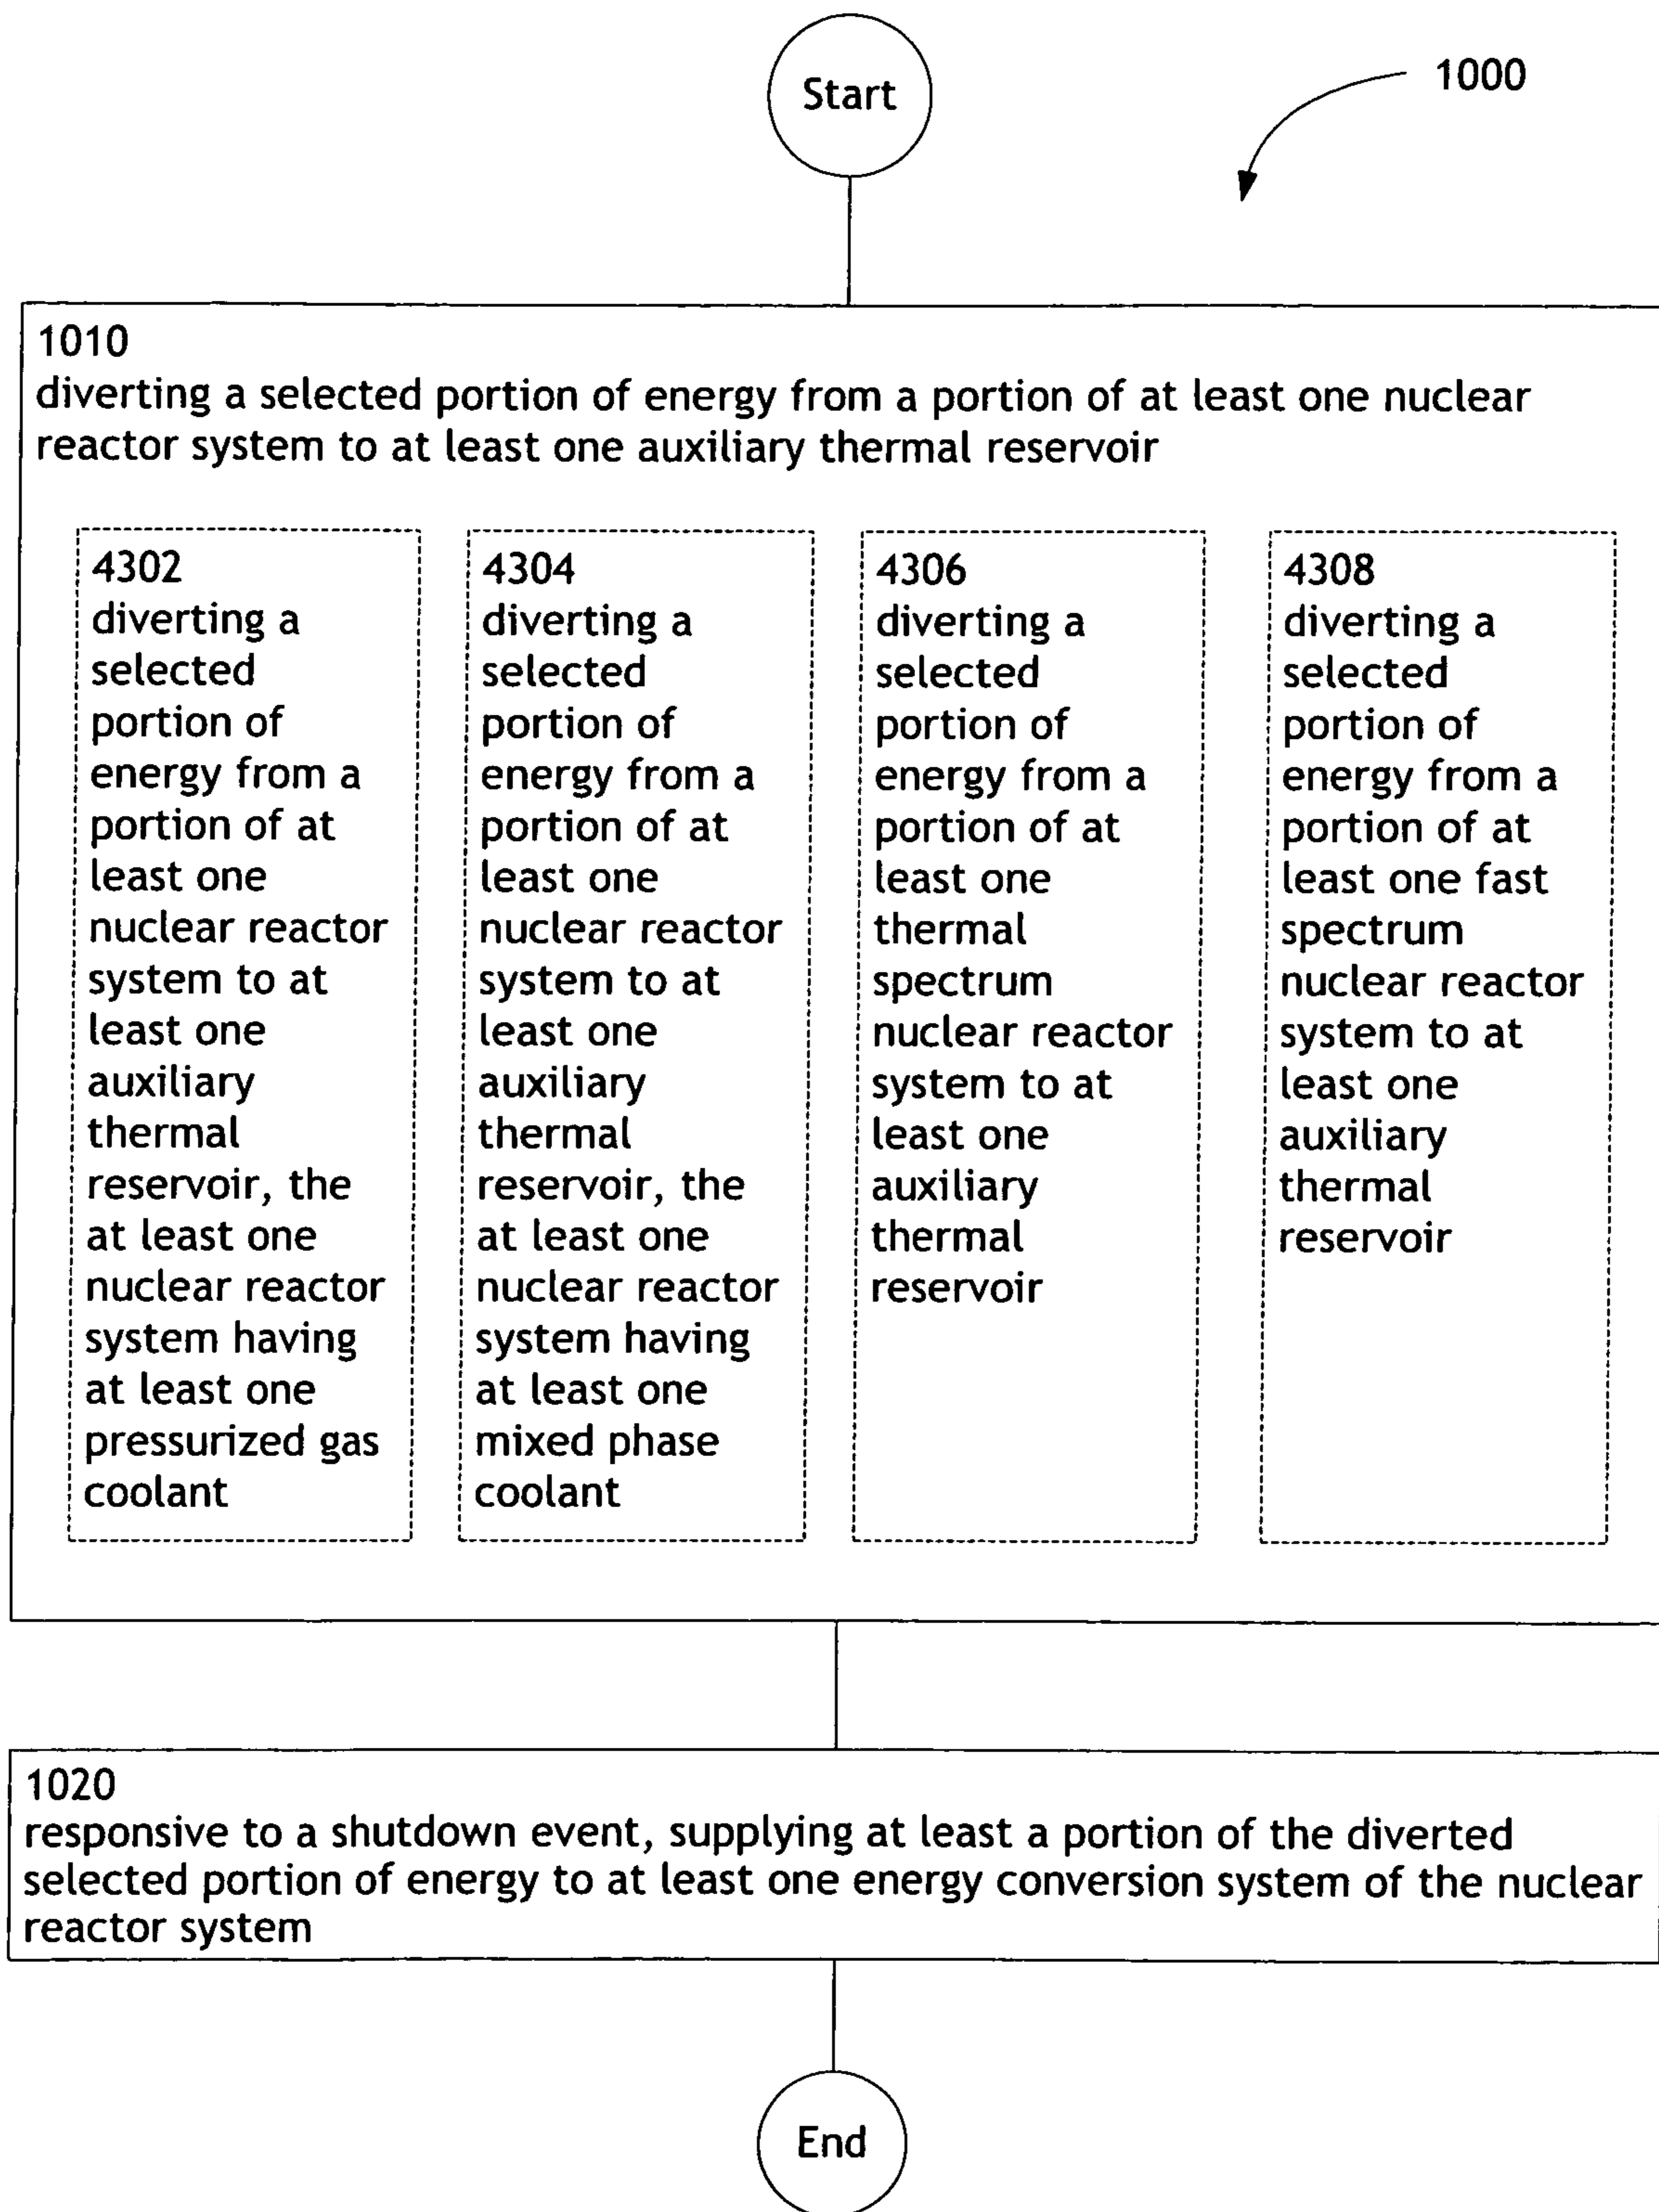 Start
1000
1010
diverting a selected portion of energy from a portion of at least one nuclear
reactor system to at least one auxiliary thermal reservoir
4302
diverting a
selected
portion of
energy from a
portion of at
least one
nuclear reactor
system to at
least one
auxiliary
thermal
reservoir, the
at least one
nuclear reactor
system having
at least one
pressurized gas
coolant
4304
diverting a
selected
portion of
energy from a
portion of at
least one
nuclear reactor
system to at
least one
auxiliary
thermal
reservoir, the
at least one
nuclear reactor
system having
at least one
mixed phase
coolant
4306
diverting a
selected
portion of
energy from a
portion of at
least one
thermal
spectrum
nuclear reactor
system to at
least one
auxiliary
thermal
reservoir
4308
diverting a
selected
portion of
energy from a
portion of at
least one fast
spectrum
nuclear reactor
system to at
least one
auxiliary
thermal
reservoir
1020
responsive to a shutdown event, supplying at least a portion of the diverted
selected portion of energy to at least one energy conversion system of the nuclear
reactor system
End